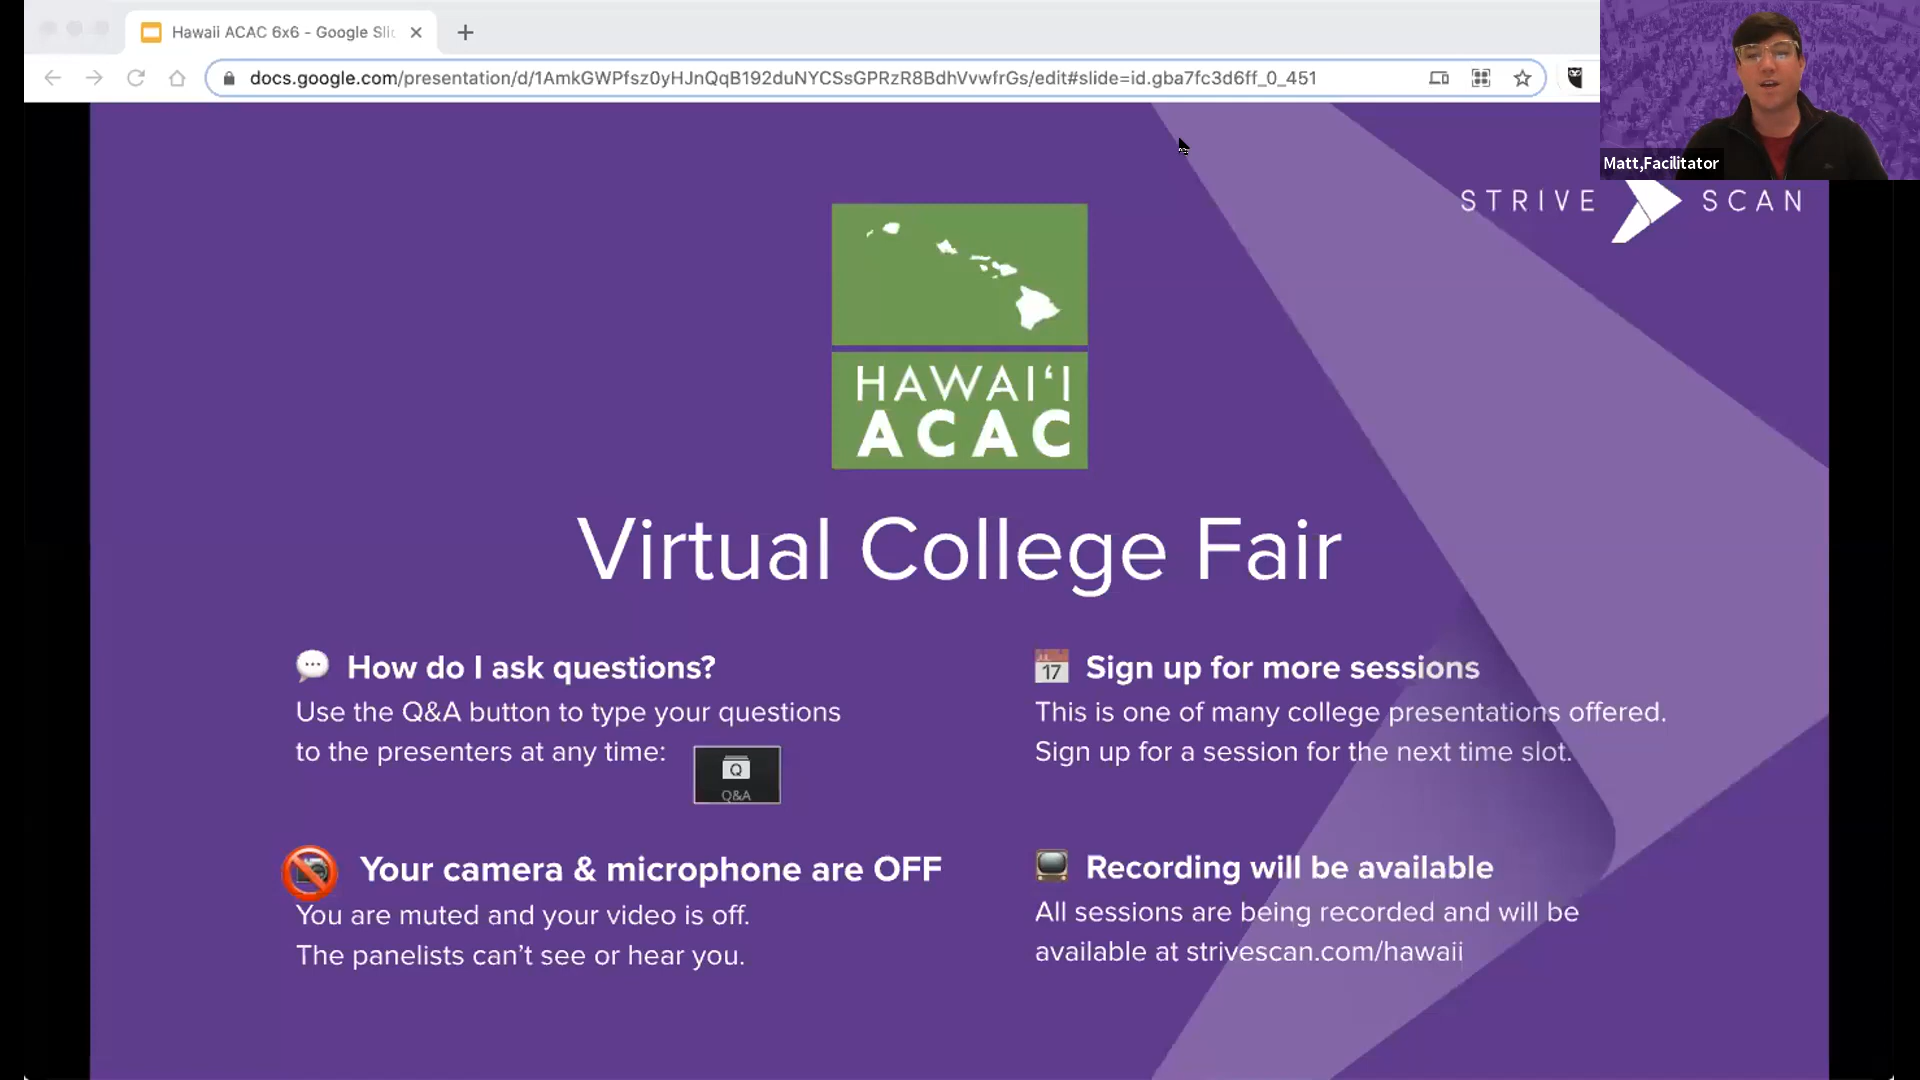 Hawaii ACAC 6x6 - Google Slic
docs.google.com/presentation/d/1AmkGWPfsz0yHJnQqB192duNYCSsGPRzR8BdhVvwfrGs/edit#slide=id.gba7fc3d6ff_0_451
Matt,Facilitator
STRIVE SCAN
HAWAIʻI
ACAC
Virtual College Fair
How do I ask questions?
Use the Q&A button to type your questions
to the presenters at any time:
Q
Q&A
JUL
17
Sign up for more sessions
This is one of many college presentations offered.
Sign up for a session for the next time slot.
Your camera & microphone are OFF
You are muted and your video is off.
The panelists can’t see or hear you.
Recording will be available
All sessions are being recorded and will be
available at strivescan.com/hawaii